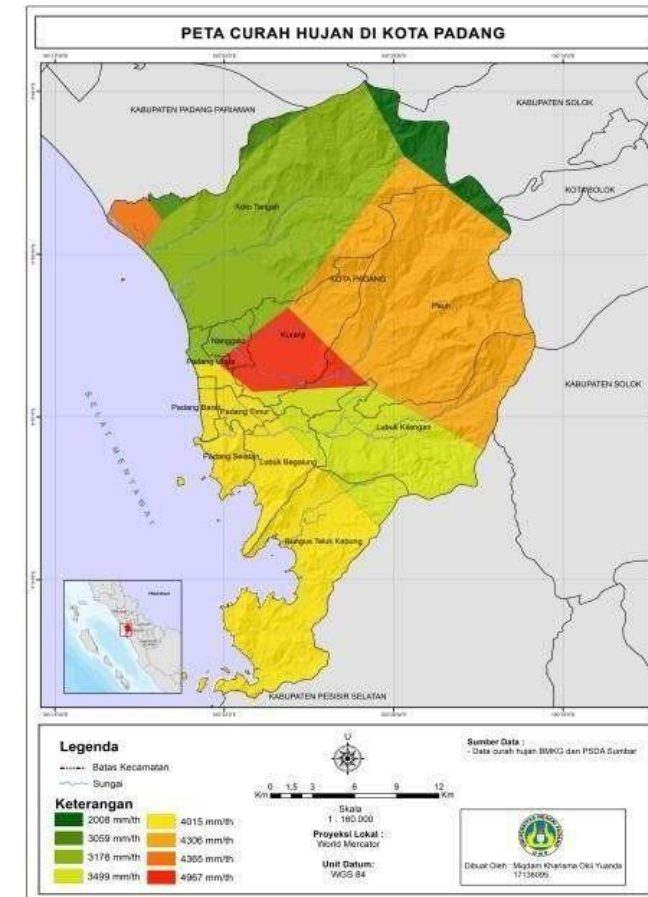 PETA CURAH HUJAN DI KOTA PADANG
KABUPATEN PADANG PARIAMAN
KABUPATEN SOLOK
KOTA SOLOK
Koto Tangah
KOTA PADANG
Pauh
Kuranji
Nanggalo
Padang Utara
KABUPATEN SOLOK
Padang Barat
Padang Timur
Lubuk Kilangan
Padang Selatan
Lubuk Begalung
SELAT MENTAWAI
Bungus Teluk Kabung
KABUPATEN PESISIR SELATAN
Legenda
Batas Kecamatan
Sungai
Keterangan
2008 mm/th
3059 mm/th
3176 mm/th
3499 mm/th
4015 mm/th
4306 mm/th
4365 mm/th
4967 mm/th
U
0 1,5 3 6 9 12
Km Km
Skala
1 : 160.000
Proyeksi Lokal :
World Mercator
Unit Datum:
WGS 84
Sumber Data :
- Data curah hujan BMKG dan PSDA Sumbar
Dibuat Oleh : Miqdam Kharisma Okii Yuanda
17136095